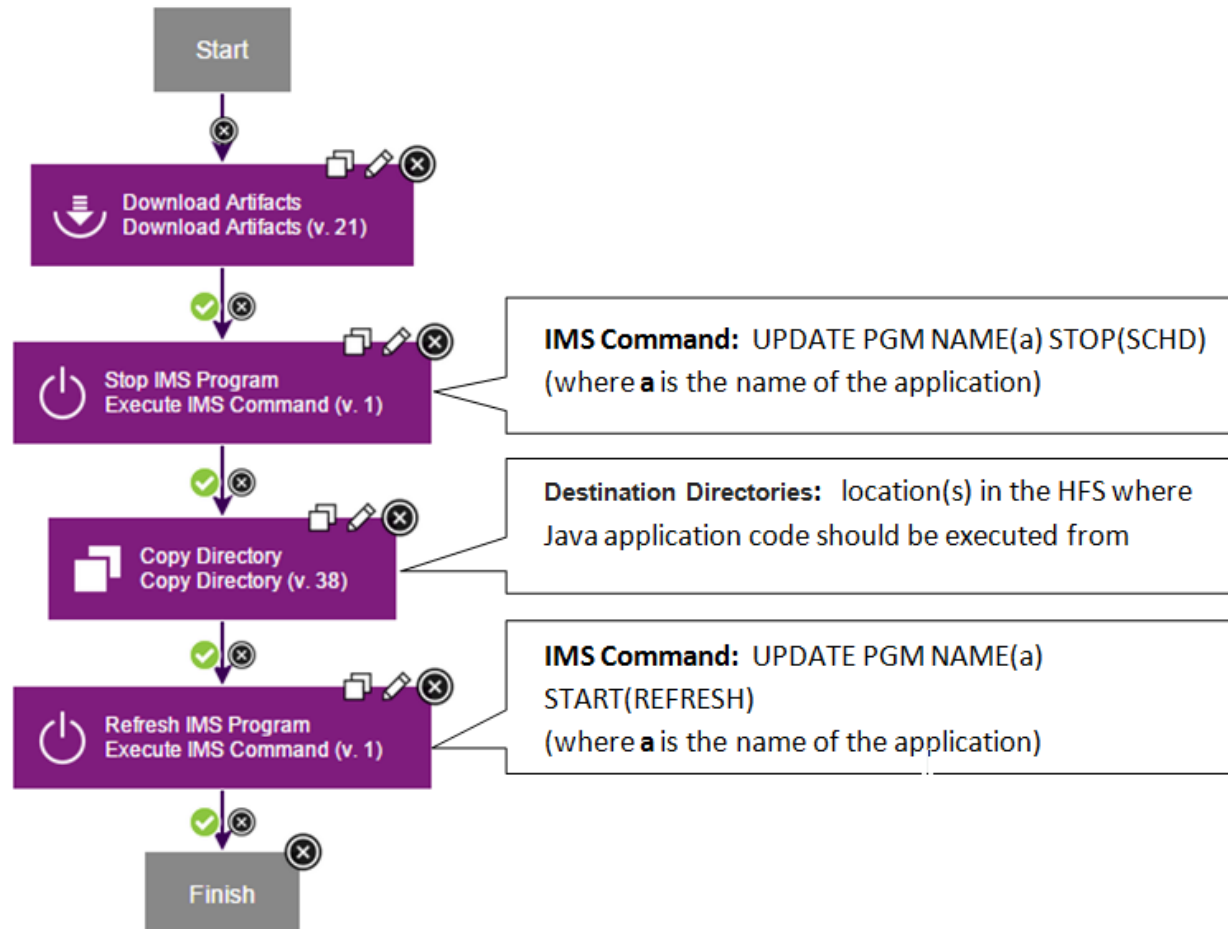 Start
Download Artifacts
Download Artifacts (v. 21)
Stop IMS Program
Execute IMS Command (v. 1)
IMS Command: UPDATE PGM NAME(a) STOP(SCHD)
(where a is the name of the application)
Copy Directory
Copy Directory (v. 38)
Destination Directories: location(s) in the HFS where
Java application code should be executed from
Refresh IMS Program
Execute IMS Command (v. 1)
IMS Command: UPDATE PGM NAME(a)
START(REFRESH)
(where a is the name of the application)
Finish